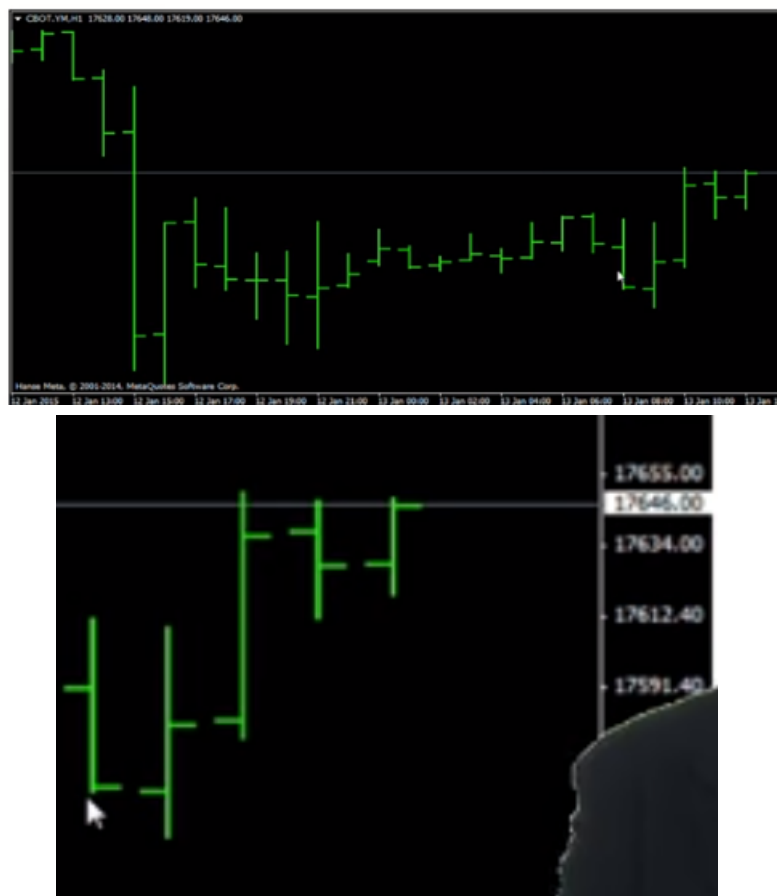 CBOT.YM,H1 17628.00 17648.00 17619.00 17646.00
Hanse Meta, © 2001-2014, MetaQuotes Software Corp.
12 Jan 2015 12 Jan 13:00 12 Jan 15:00 12 Jan 17:00 12 Jan 19:00 12 Jan 21:00 13 Jan 00:00 13 Jan 02:00 13 Jan 04:00 13 Jan 06:00 13 Jan 08:00 13 Jan 10:00 13 Jan
17655.00
17646.00
17634.00
17612.40
17591.40